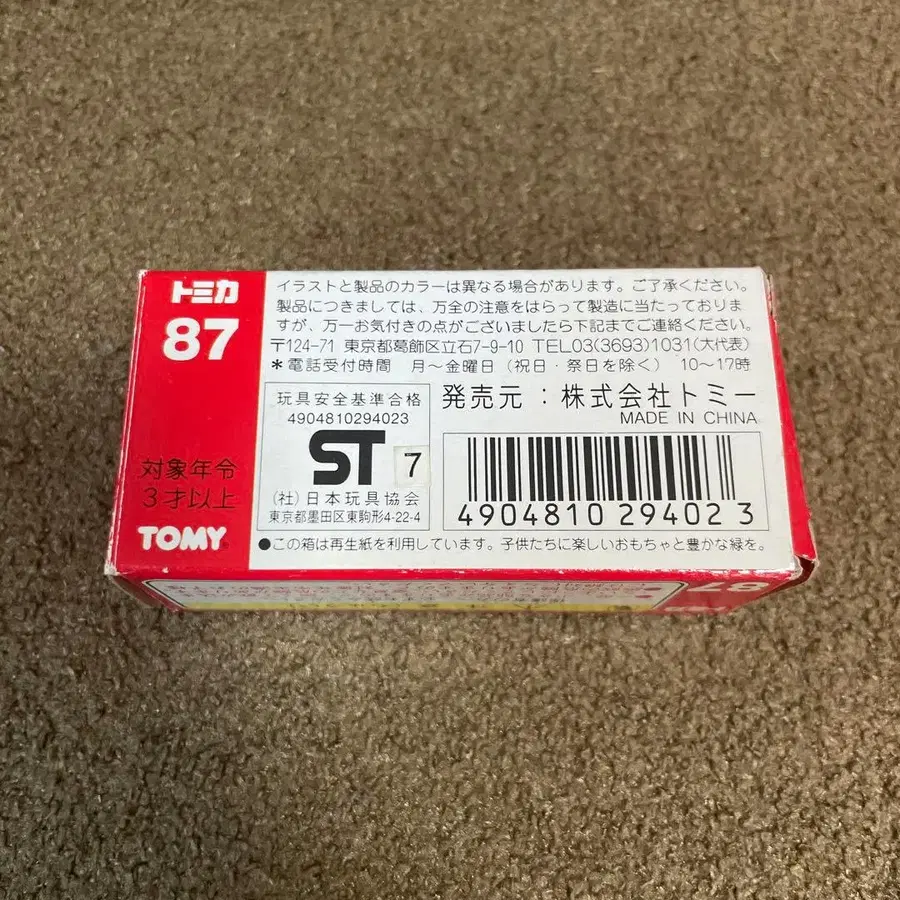 トミカ
87
対象年令
3才以上
TOMY
イラストと製品のカラーは異なる場合があります。ご了承ください。
製品につきましては、万全の注意をはらって製造に当たっておりま
すが、万一お気付きの点がございましたら下記までご連絡ください。
〒124-71 東京都葛飾区立石7-9-10 TEL03(3693)1031(大代表)
*電話受付時間 月〜金曜日(祝日・祭日を除く) 10〜17時
玩具安全基準合格
4904810294023
ST 7
(社)日本玩具協会
東京都墨田区東駒形4-22-4
発売元:株式会社トミー
MADE IN CHINA
4904810 29402 3
●この箱は再生紙を利用しています。子供たちに楽しいおもちゃと豊かな緑を。
87